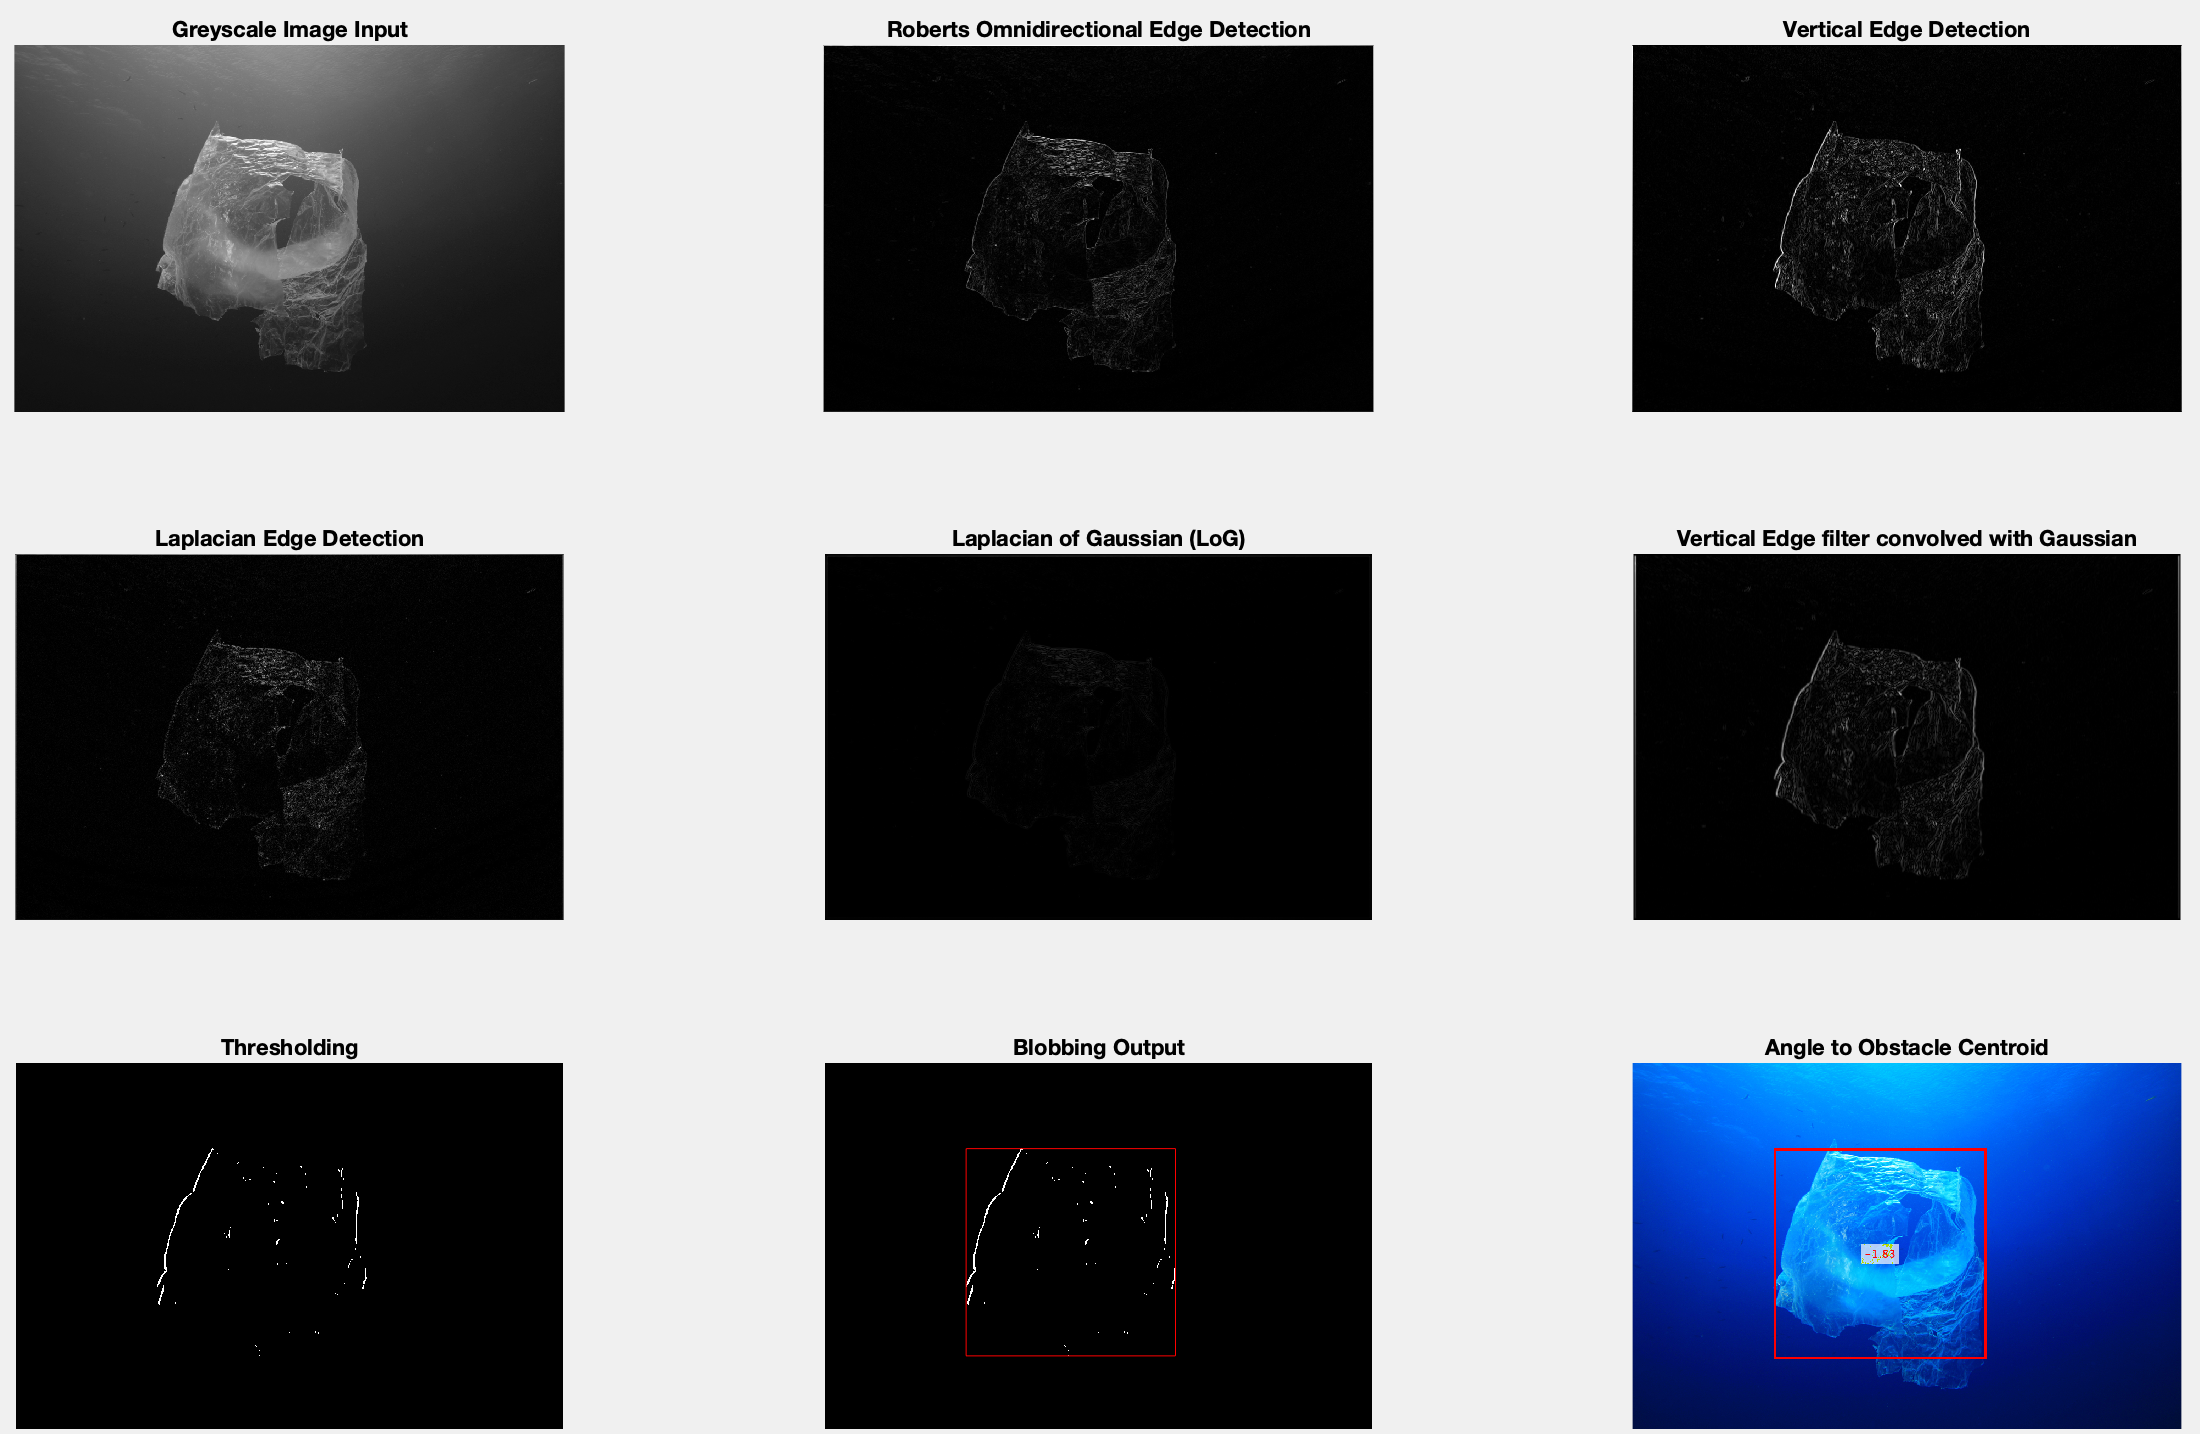 Greyscale Image Input
Roberts Omnidirectional Edge Detection
Vertical Edge Detection
Laplacian Edge Detection
Laplacian of Gaussian (LoG)
Vertical Edge filter convolved with Gaussian
Thresholding
Blobbing Output
Angle to Obstacle Centroid
-1.83